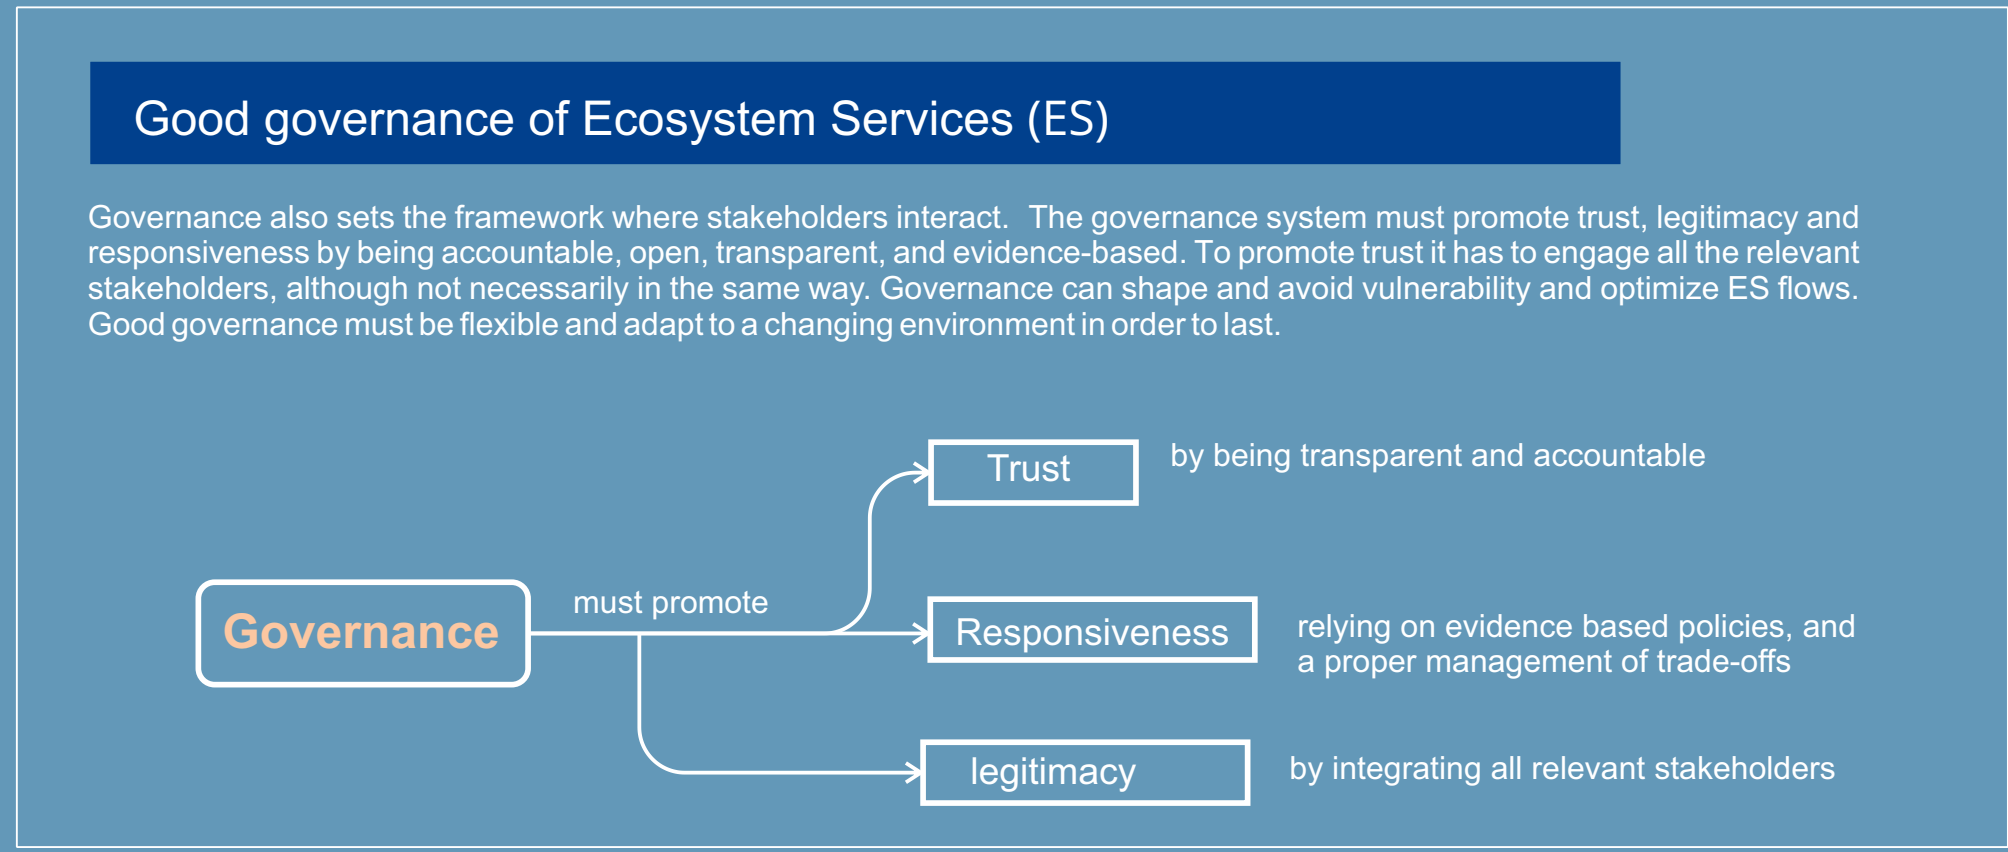 Good governance of Ecosystem Services (ES)
Governance also sets the framework where stakeholders interact. The governance system must promote trust, legitimacy and
responsiveness by being accountable, open, transparent, and evidence-based. To promote trust it has to engage all the relevant
stakeholders, although not necessarily in the same way. Governance can shape and avoid vulnerability and optimize ES flows.
Good governance must be flexible and adapt to a changing environment in order to last.
Trust
by being transparent and accountable
Governance
must promote
Responsiveness
relying on evidence based policies, and
a proper management of trade-offs
legitimacy
by integrating all relevant stakeholders